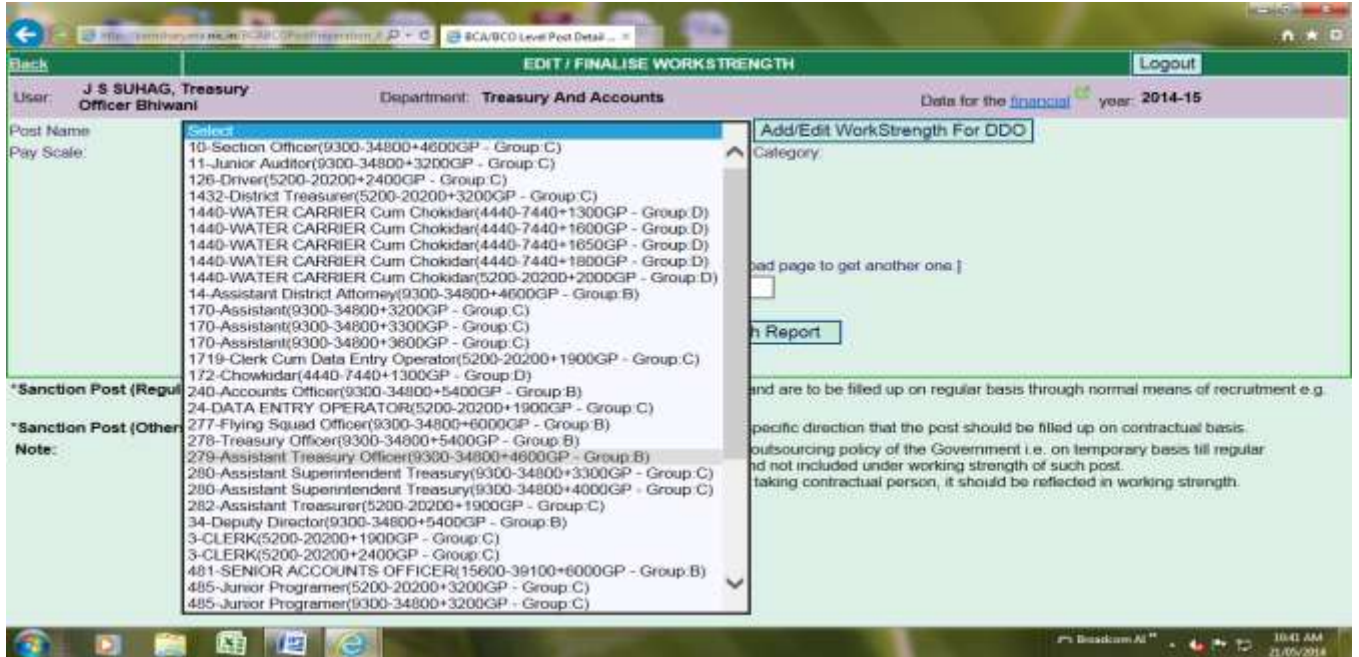 BCA/BCO Level Post Detail ...
Back EDIT / FINALISE WORKSTRENGTH Logout
User: J S SUHAG, Treasury Officer Bhiwani Department: Treasury And Accounts Data for the financial year: 2014-15
Post Name Select Add/Edit WorkStrength For DDO
Pay Scale: Category:
10-Section Officer(9300-34800+4600GP - Group:C)
11-Junior Auditor(9300-34800+3200GP - Group:C)
126-Driver(5200-20200+2400GP - Group:C)
1432-District Treasurer(5200-20200+3200GP - Group:C)
1440-WATER CARRIER Cum Chokidar(4440-7440+1300GP - Group:D)
1440-WATER CARRIER Cum Chokidar(4440-7440+1600GP - Group:D)
1440-WATER CARRIER Cum Chokidar(4440-7440+1650GP - Group:D)
1440-WATER CARRIER Cum Chokidar(4440-7440+1800GP - Group:D)
oad page to get another one ]
1440-WATER CARRIER Cum Chokidar(5200-20200+2000GP - Group:D)
14-Assistant District Attorney(9300-34800+4600GP - Group:B)
170-Assistant(9300-34800+3200GP - Group:C)
170-Assistant(9300-34800+3300GP - Group:C)
h Report
170-Assistant(9300-34800+3600GP - Group:C)
1719-Clerk Cum Data Entry Operator(5200-20200+1900GP - Group:C)
172-Chowkidar(4440-7440+1300GP - Group:D)
*Sanction Post (Regul 240-Accounts Officer(9300-34800+5400GP - Group:B) and are to be filled up on regular basis through normal means of recruitment e.g.
24-DATA ENTRY OPERATOR(5200-20200+1900GP - Group:C)
277-Flying Squad Officer(9300-34800+6000GP - Group:B)
*Sanction Post (Other 278-Treasury Officer(9300-34800+5400GP - Group:B) pecific direction that the post should be filled up on contractual basis.
Note: 279-Assistant Treasury Officer(9300-34800+4600GP - Group:B) outsourcing policy of the Government i.e. on temporary basis till regular
280-Assistant Superintendent Treasury(9300-34800+3300GP - Group:C) nd not included under working strength of such post.
280-Assistant Superintendent Treasury(9300-34800+4000GP - Group:C) taking contractual person, it should be reflected in working strength.
282-Assistant Treasurer(5200-20200+1900GP - Group:C)
34-Deputy Director(9300-34800+5400GP - Group:B)
3-CLERK(5200-20200+1900GP - Group:C)
3-CLERK(5200-20200+2400GP - Group:C)
481-SENIOR ACCOUNTS OFFICER(15600-39100+6000GP - Group:B)
485-Junior Programer(5200-20200+3200GP - Group:C)
485-Junior Programer(9300-34800+3200GP - Group:C)
10:41 AM
21/05/2014